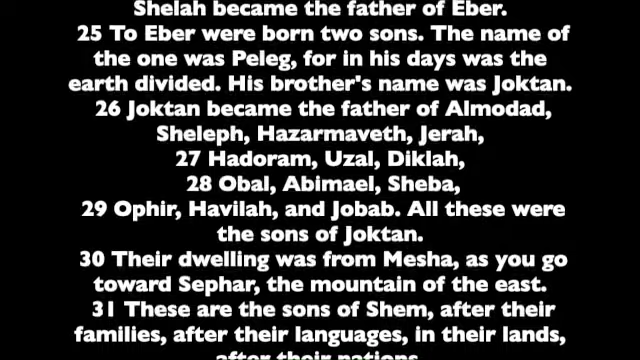 Shelah became the father of Eber.
25 To Eber were born two sons. The name of
the one was Peleg, for in his days was the
earth divided. His brother's name was Joktan.
26 Joktan became the father of Almodad,
Sheleph, Hazarmaveth, Jerah,
27 Hadoram, Uzal, Diklah,
28 Obal, Abimael, Sheba,
29 Ophir, Havilah, and Jobab. All these were
the sons of Joktan.
30 Their dwelling was from Mesha, as you go
toward Sephar, the mountain of the east.
31 These are the sons of Shem, after their
families, after their languages, in their lands,
after their nations